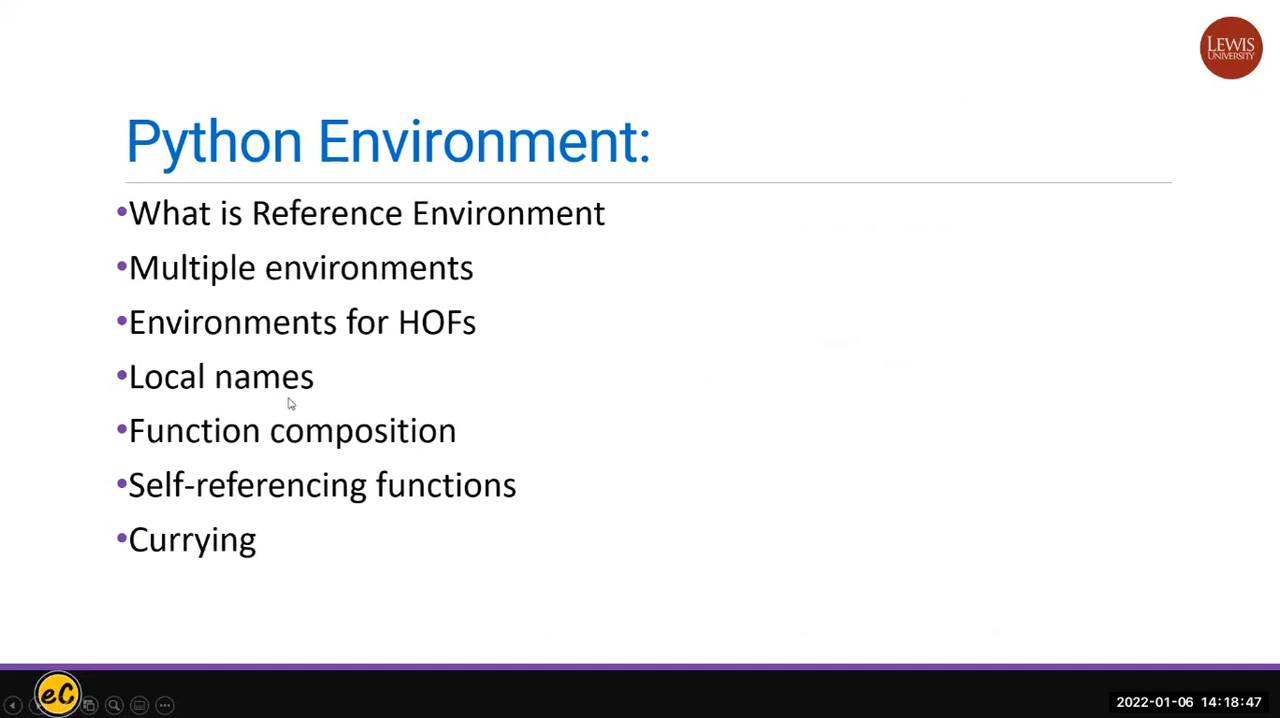 LEWIS
UNIVERSITY
Python Environment:
•What is Reference Environment
•Multiple environments
•Environments for HOFs
•Local names
•Function composition
•Self-referencing functions
•Currying
eC
2022-01-06 14:18:47